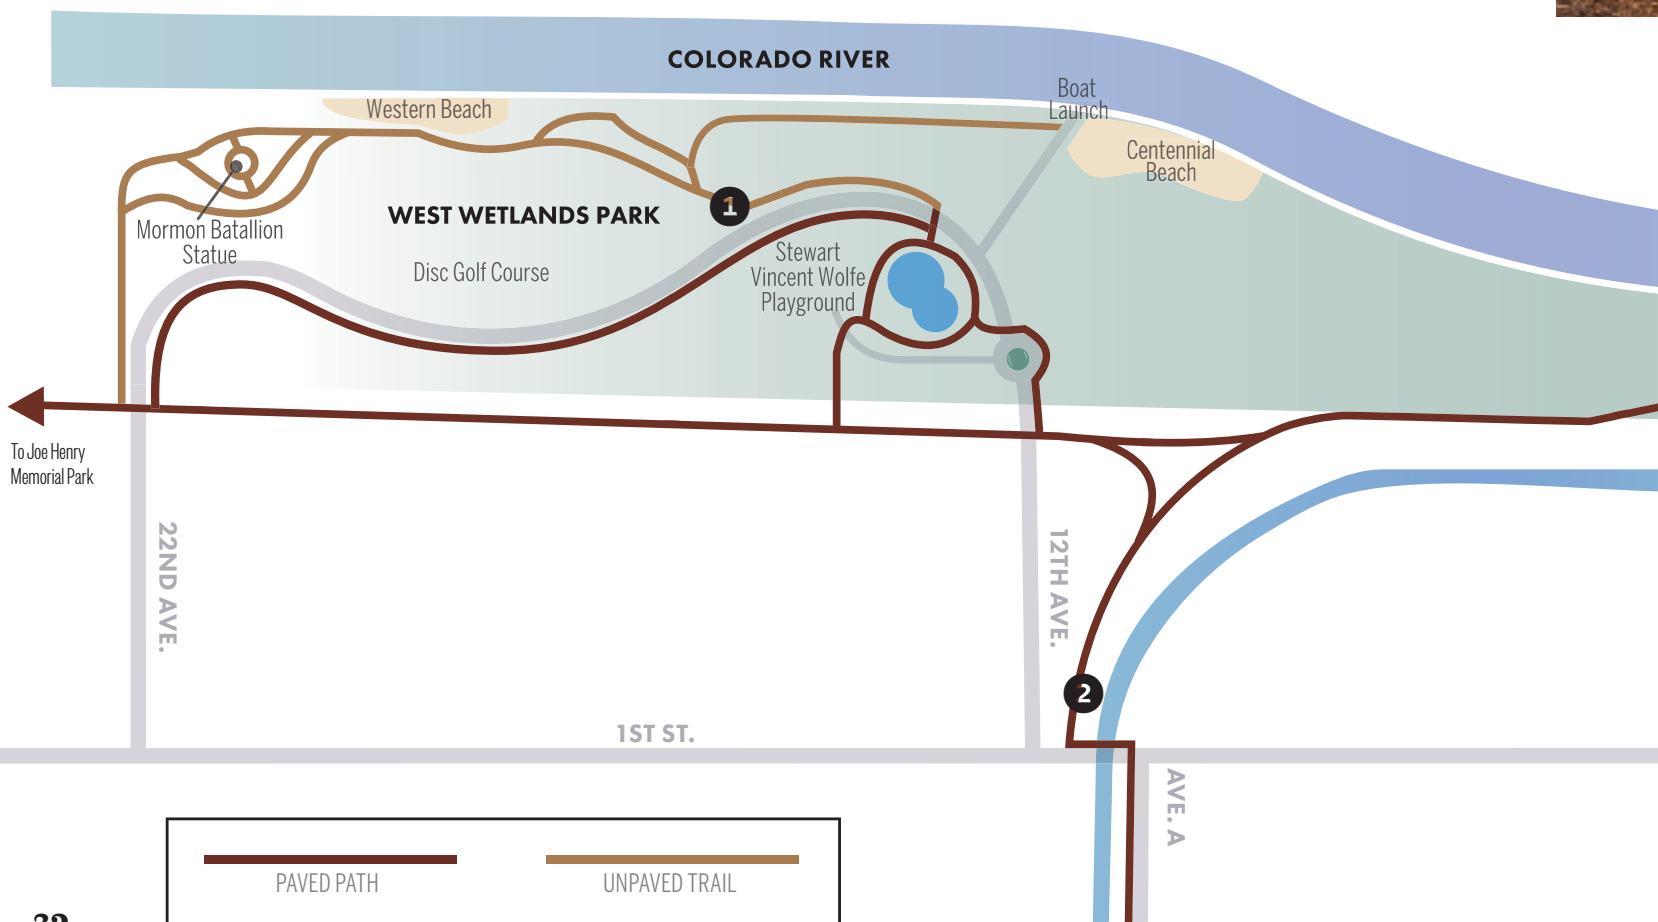 COLORADO RIVER
Boat
Launch
Western Beach
Centennial
Beach
1
WEST WETLANDS PARK
Mormon Batallion
Statue
Disc Golf Course
Stewart
Vincent Wolfe
Playground
To Joe Henry
Memorial Park
22ND AVE.
12TH AVE.
2
1ST ST.
AVE. A
PAVED PATH
UNPAVED TRAIL